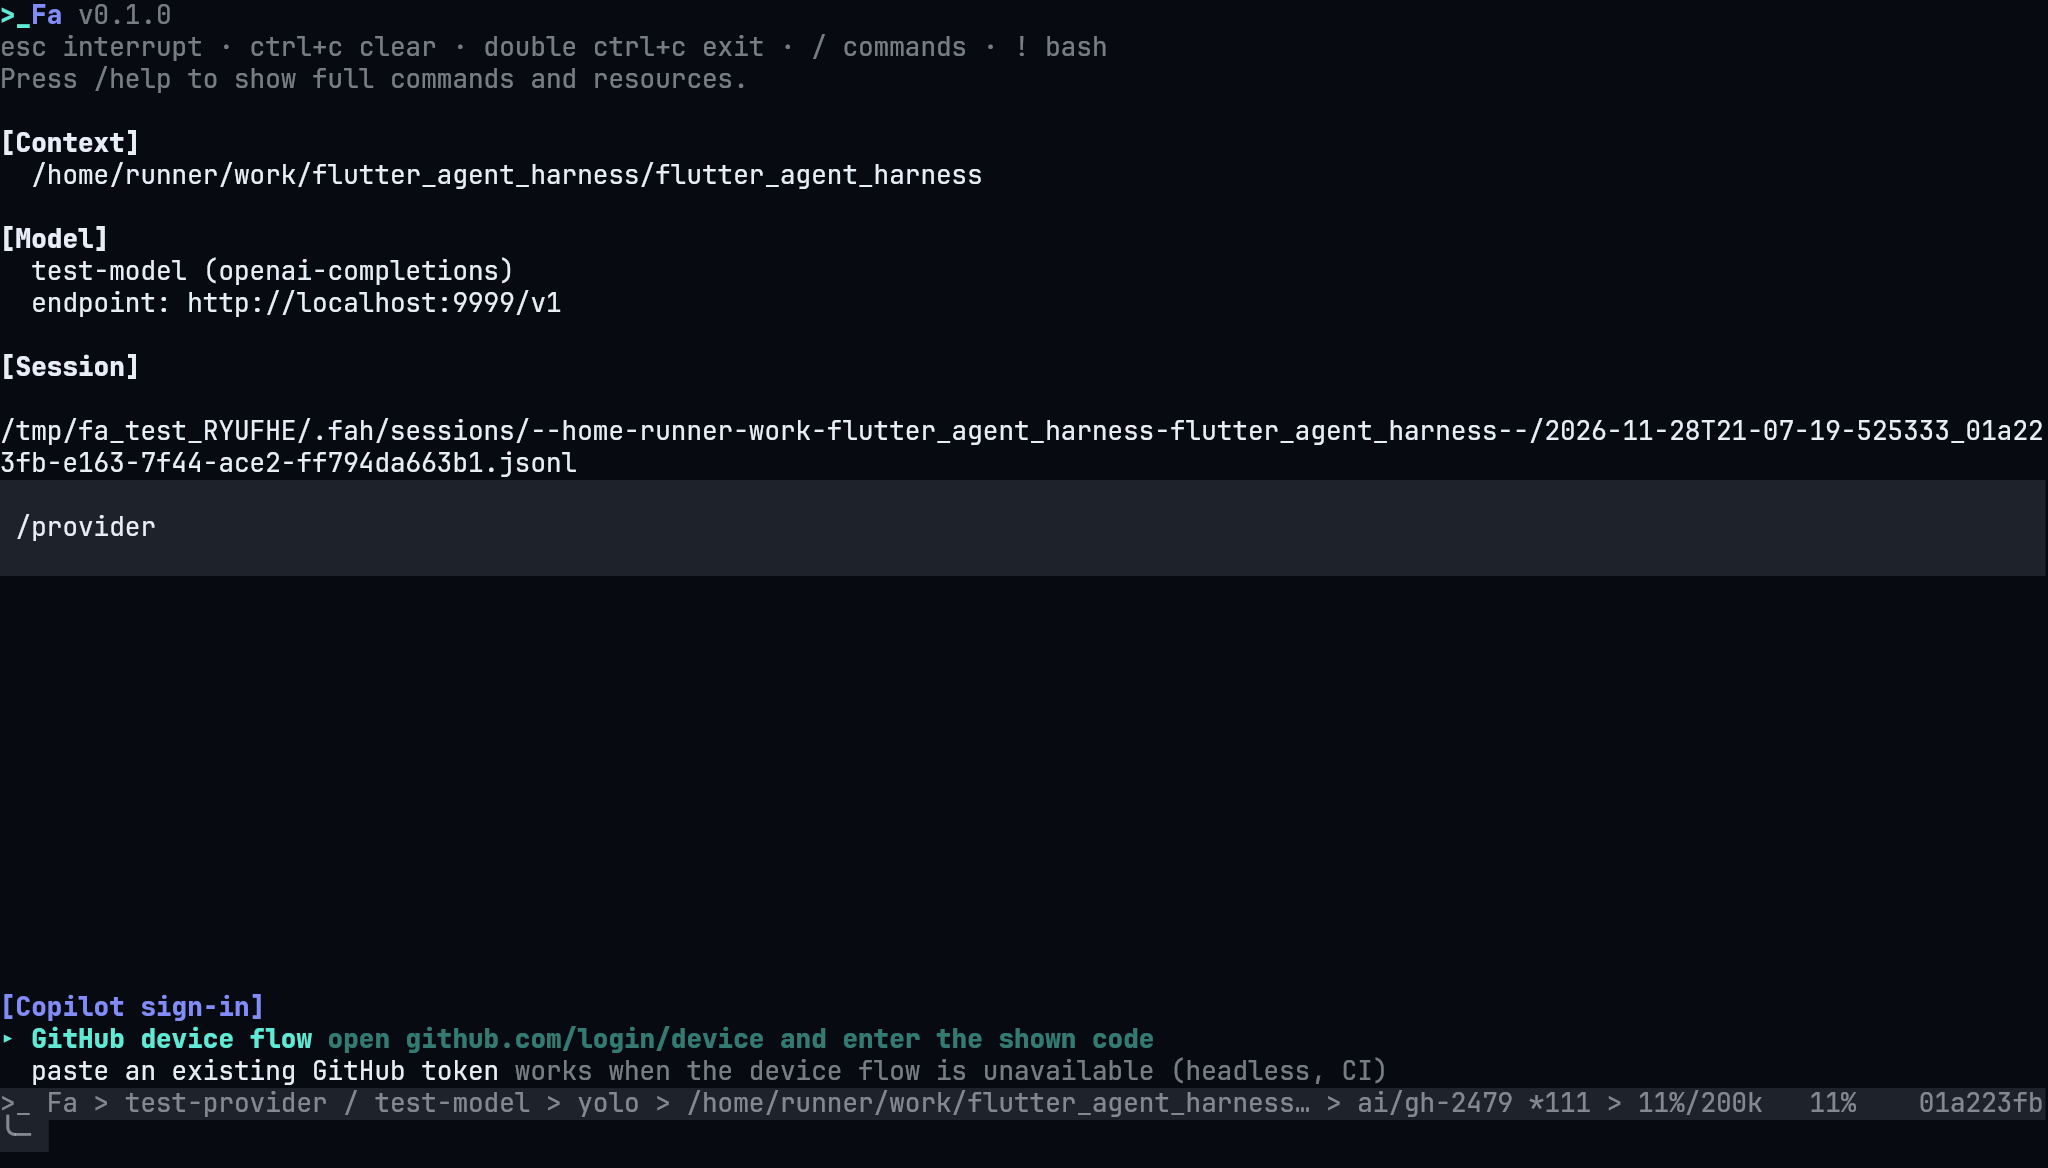 >_Fa v0.1.0
esc interrupt · ctrl+c clear · double ctrl+c exit · / commands · ! bash
Press /help to show full commands and resources.
[Context]
/home/runner/work/flutter_agent_harness/flutter_agent_harness
[Model]
test-model (openai-completions)
endpoint: http://localhost:9999/v1
[Session]
/tmp/fa_test_RYUFHE/.fah/sessions/--home-runner-work-flutter_agent_harness-flutter_agent_harness--/2026-11-28T21-07-19-525333_01a22
3fb-e163-7f44-ace2-ff794da663b1.jsonl
/provider
[Copilot sign-in]
▸ GitHub device flow open github.com/login/device and enter the shown code
paste an existing GitHub token works when the device flow is unavailable (headless, CI)
>_ Fa > test-provider / test-model > yolo > /home/runner/work/flutter_agent_harness… > ai/gh-2479 *111 > 11%/200k 11% 01a223fb